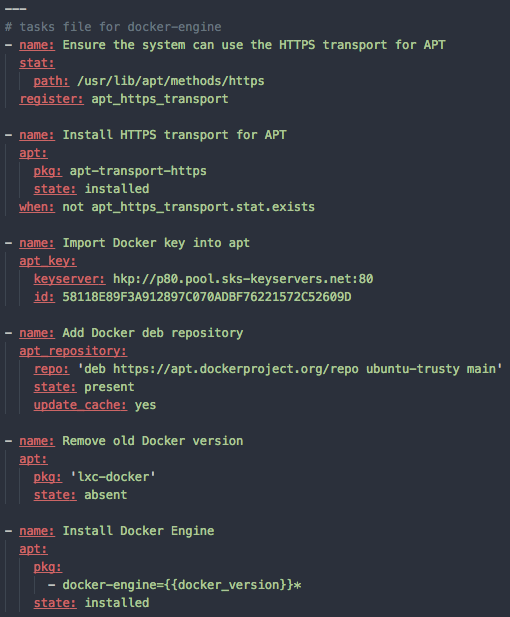 ---
# tasks file for docker-engine
- name: Ensure the system can use the HTTPS transport for APT
  stat:
    path: /usr/lib/apt/methods/https
  register: apt_https_transport

- name: Install HTTPS transport for APT
  apt:
    pkg: apt-transport-https
    state: installed
  when: not apt_https_transport.stat.exists

- name: Import Docker key into apt
  apt_key:
    keyserver: hkp://p80.pool.sks-keyservers.net:80
    id: 58118E89F3A912897C070ADBF76221572C52609D

- name: Add Docker deb repository
  apt_repository:
    repo: 'deb https://apt.dockerproject.org/repo ubuntu-trusty main'
    state: present
    update_cache: yes

- name: Remove old Docker version
  apt:
    pkg: 'lxc-docker'
    state: absent

- name: Install Docker Engine
  apt:
    pkg:
      - docker-engine={{docker_version}}*
    state: installed